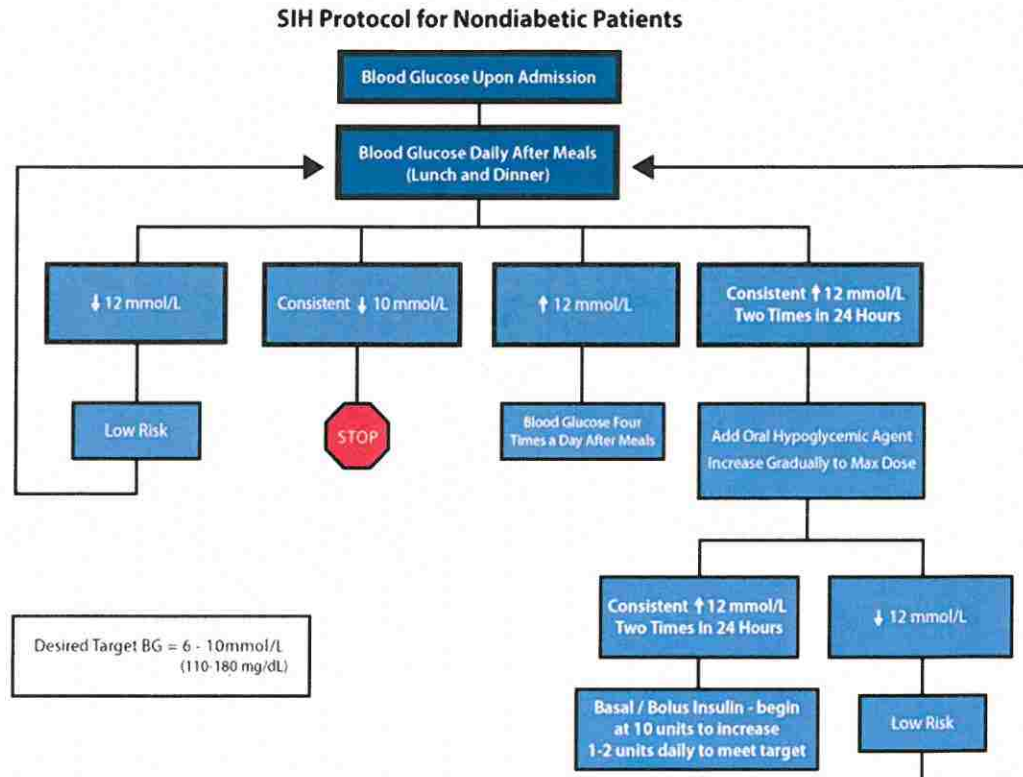 SIH Protocol for Nondiabetic Patients
Blood Glucose Upon Admission
Blood Glucose Daily After Meals
(Lunch and Dinner)
↓ 12 mmol/L
Consistent ↓ 10 mmol/L
↑ 12 mmol/L
Consistent ↑ 12 mmol/L
Two Times In 24 Hours
Low Risk
STOP
Blood Glucose Four
Times a Day After Meals
Add Oral Hypoglycemic Agent
Increase Gradually to Max Dose
Consistent ↑ 12 mmol/L
Two Times In 24 Hours
↓ 12 mmol/L
Desired Target BG = 6 - 10mmol/L
(110-180 mg/dL)
Basal / Bolus Insulin - begin
at 10 units to increase
1-2 units daily to meet target
Low Risk